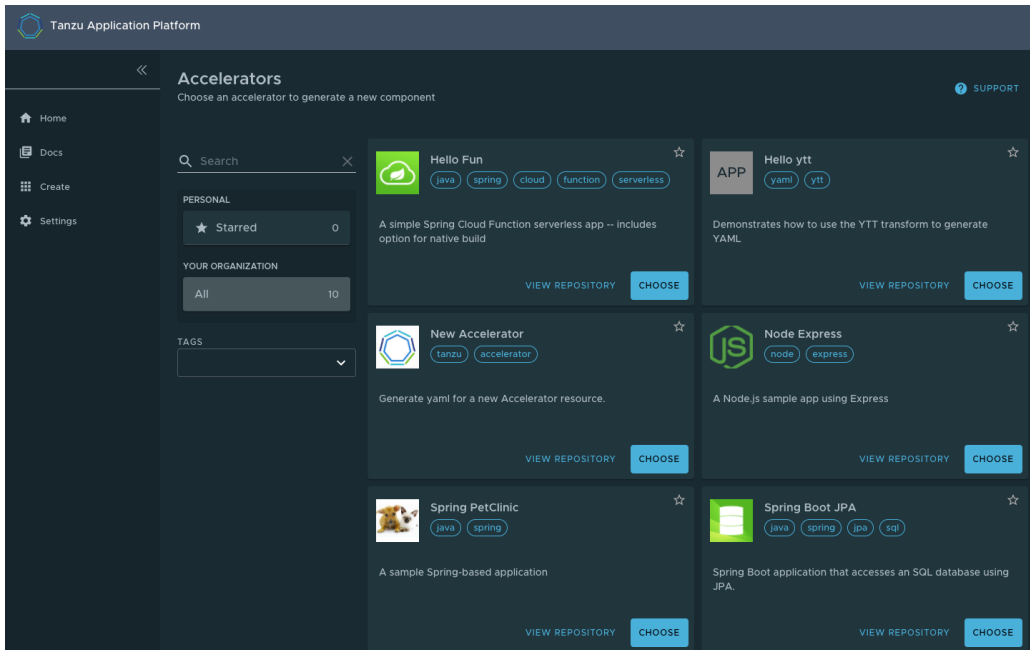 Tanzu Application Platform
Home
Docs
Create
Settings
Accelerators
Choose an accelerator to generate a new component
SUPPORT
Search
PERSONAL
Starred 0
YOUR ORGANIZATION
All 10
TAGS
Hello Fun
java spring cloud function serverless
A simple Spring Cloud Function serverless app -- includes
option for native build
VIEW REPOSITORY CHOOSE
APP
Hello ytt
yaml ytt
Demonstrates how to use the YTT transform to generate
YAML
VIEW REPOSITORY CHOOSE
New Accelerator
tanzu accelerator
Generate yaml for a new Accelerator resource.
VIEW REPOSITORY CHOOSE
JS
Node Express
node express
A Node.js sample app using Express
VIEW REPOSITORY CHOOSE
Spring PetClinic
java spring
A sample Spring-based application
VIEW REPOSITORY CHOOSE
Spring Boot JPA
java spring jpa sql
Spring Boot application that accesses an SQL database using
JPA.
VIEW REPOSITORY CHOOSE